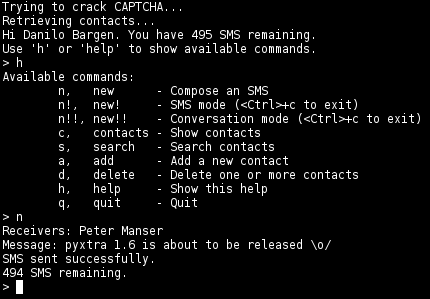 Trying to crack CAPTCHA...
Retrieving contacts...
Hi Danilo Bargen. You have 495 SMS remaining.
Use 'h' or 'help' to show available commands.
> h
Available commands:
n,   new      - Compose an SMS
n!,  new!     - SMS mode (<Ctrl>+c to exit)
n!!, new!!    - Conversation mode (<Ctrl>+c to exit)
c,   contacts - Show contacts
s,   search   - Search contacts
a,   add      - Add a new contact
d,   delete   - Delete one or more contacts
h,   help     - Show this help
q,   quit     - Quit
> n
Receivers: Peter Manser
Message: pyxtra 1.6 is about to be released \o/
SMS sent successfully.
494 SMS remaining.
>